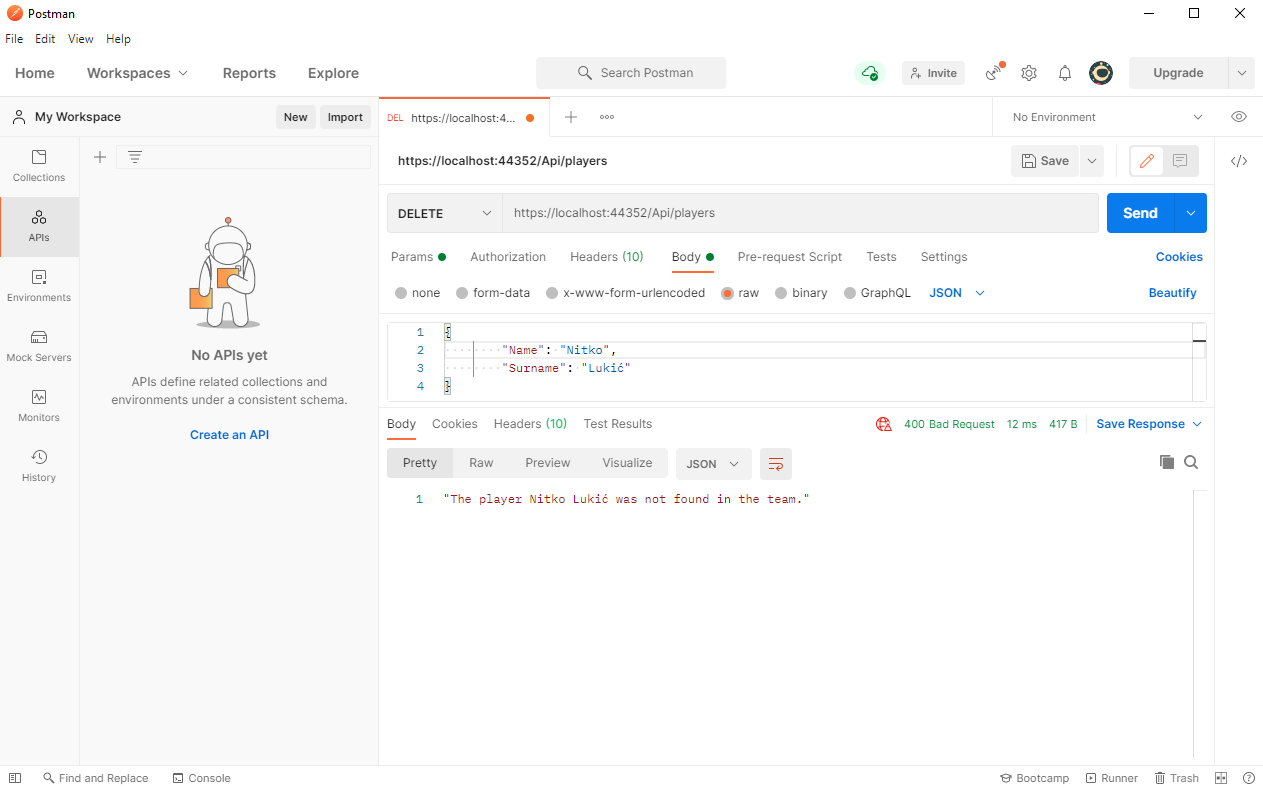 Postman
File Edit View Help
Home Workspaces Reports Explore Search Postman Invite Upgrade
My Workspace New Import DEL https://localhost:4... No Environment
https://localhost:44352/Api/players Save
Collections
APIs
Environments
Mock Servers
Monitors
History
No APIs yet
APIs define related collections and
environments under a consistent schema.
Create an API
DELETE https://localhost:44352/Api/players Send
Params Authorization Headers (10) Body Pre-request Script Tests Settings Cookies
none form-data x-www-form-urlencoded raw binary GraphQL JSON Beautify
1 {
2 "Name": "Nitko",
3 "Surname": "Lukić"
4 }
Body Cookies Headers (10) Test Results 400 Bad Request 12 ms 417 B Save Response
Pretty Raw Preview Visualize JSON
1 "The player Nitko Lukić was not found in the team."
Find and Replace Console Bootcamp Runner Trash